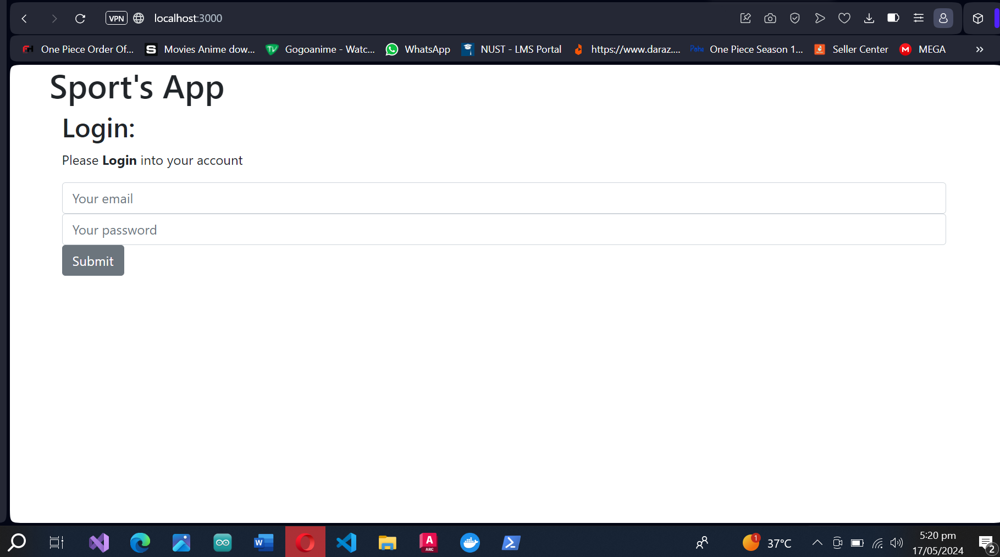 VPN localhost:3000
One Piece Order Of... Movies Anime dow... Gogoanime - Watc... WhatsApp NUST - LMS Portal https://www.daraz.... One Piece Season 1... Seller Center MEGA
Sport's App
Login:
Please Login into your account
Your email
Your password
Submit
1
37°C
5:20 pm
17/05/2024
2